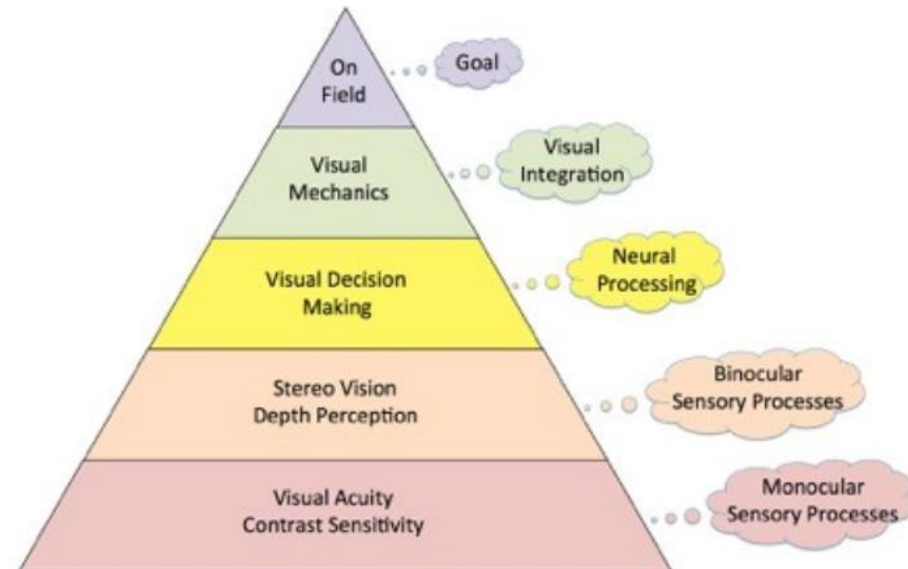 On
Field
Goal
Visual
Mechanics
Visual
Integration
Visual Decision
Making
Neural
Processing
Stereo Vision
Depth Perception
Binocular
Sensory Processes
Visual Acuity
Contrast Sensitivity
Monocular
Sensory Processes